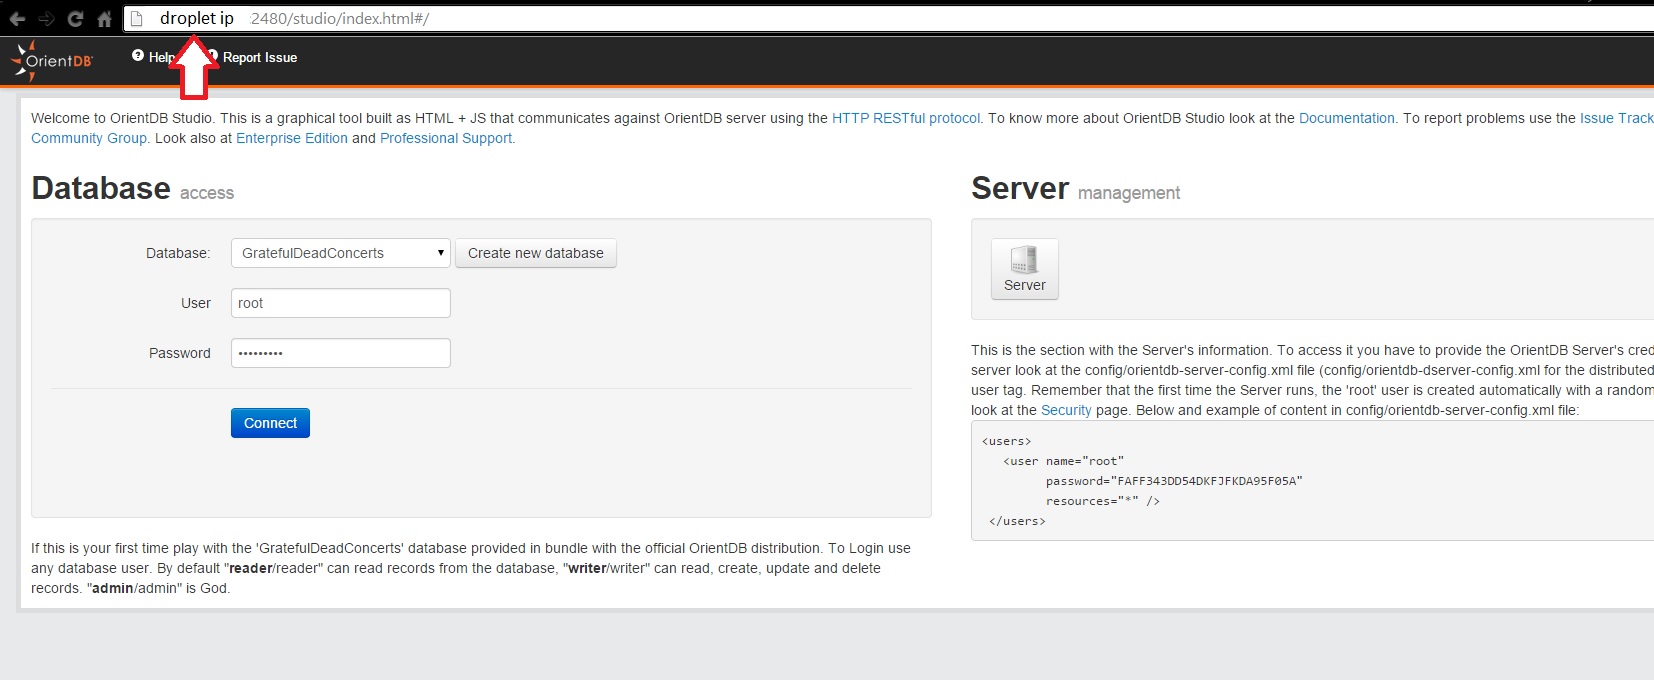 droplet ip :2480/studio/index.html#/
OrientDB Help Report Issue
Welcome to OrientDB Studio. This is a graphical tool built as HTML + JS that communicates against OrientDB server using the HTTP RESTful protocol. To know more about OrientDB Studio look at the Documentation. To report problems use the Issue Track
Community Group. Look also at Enterprise Edition and Professional Support.
Database access
Database: GratefulDeadConcerts Create new database
User root
Password •••••••••
Connect
If this is your first time play with the 'GratefulDeadConcerts' database provided in bundle with the official OrientDB distribution. To Login use
any database user. By default "reader/reader" can read records from the database, "writer/writer" can read, create, update and delete
records. "admin/admin" is God.
Server management
Server
This is the section with the Server's information. To access it you have to provide the OrientDB Server's cred
server look at the config/orientdb-server-config.xml file (config/orientdb-dserver-config.xml for the distributed
user tag. Remember that the first time the Server runs, the 'root' user is created automatically with a random
look at the Security page. Below and example of content in config/orientdb-server-config.xml file:
<users>
<user name="root"
password="FAFF343DD54DKFJFKDA95F05A"
resources="*" />
</users>